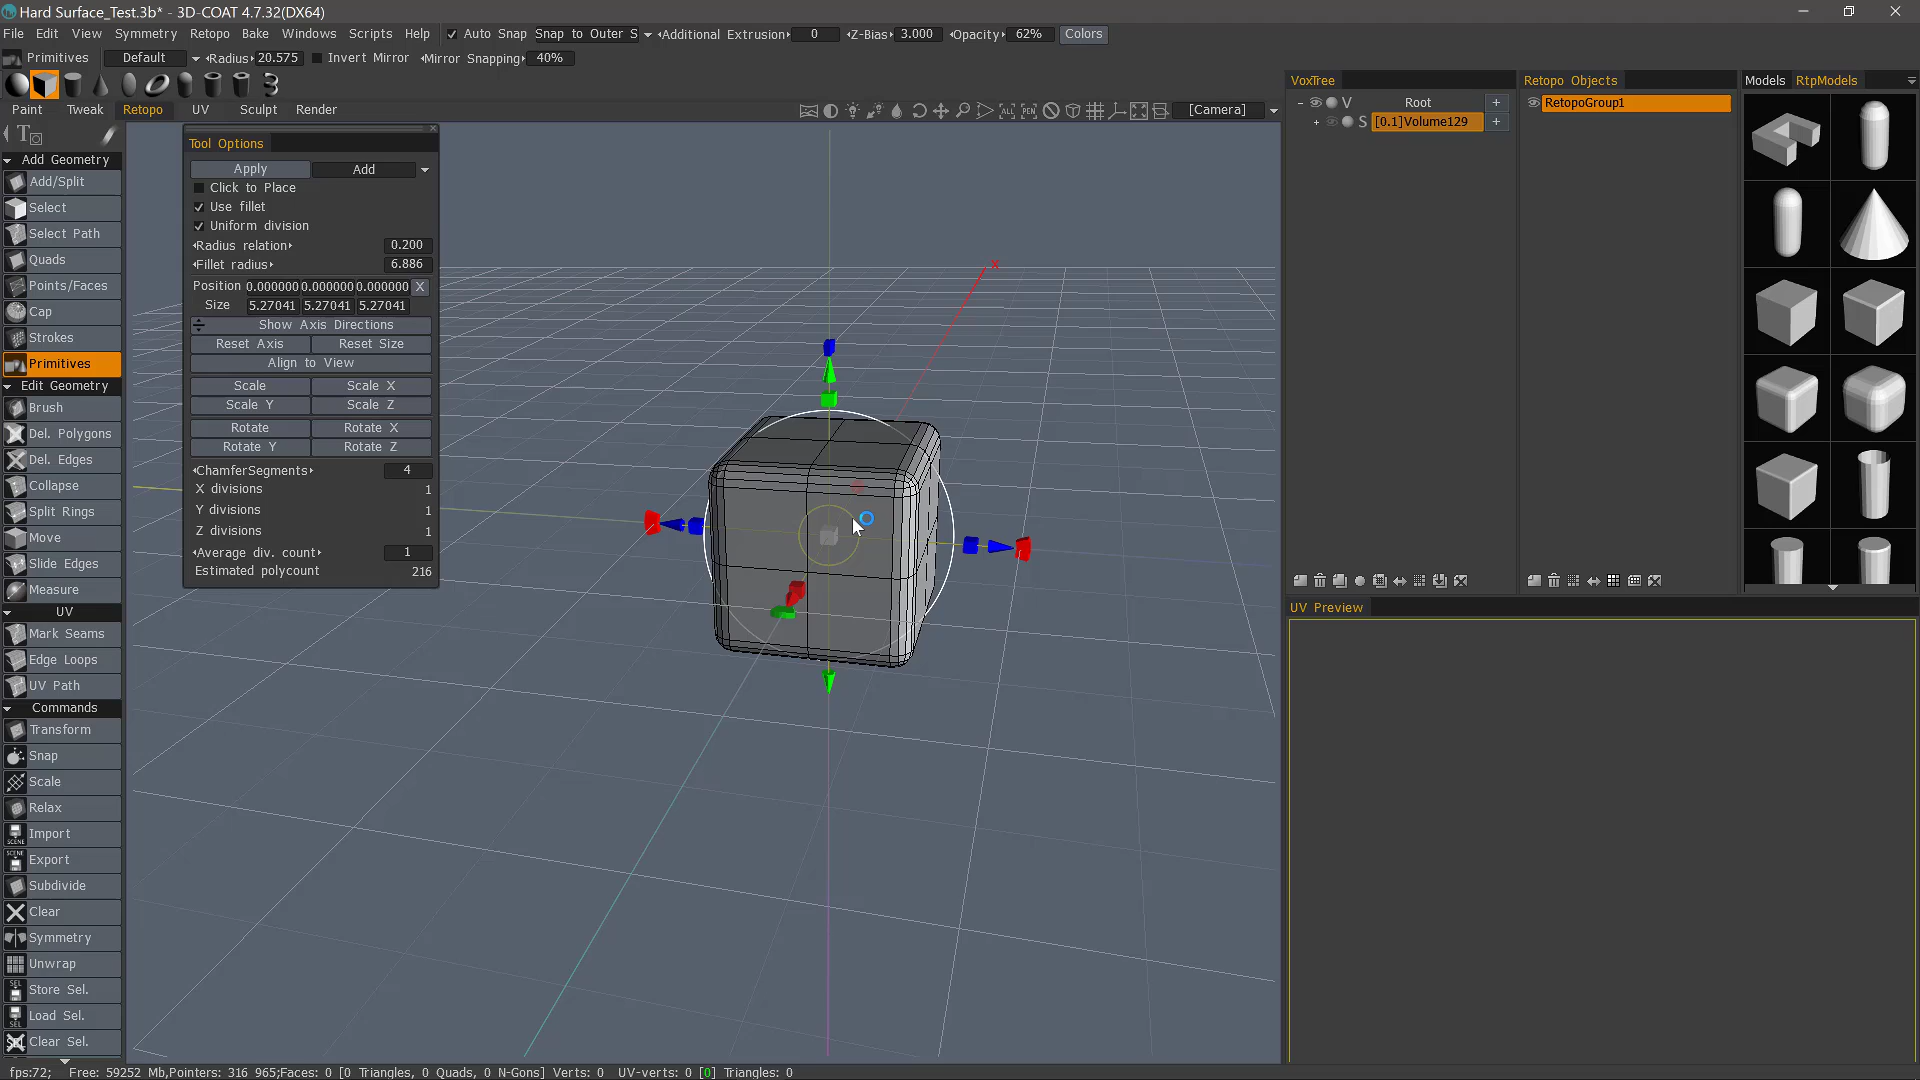 Hard Surface_Test.3b* - 3D-COAT 4.7.32(DX64)
File Edit View Symmetry Retopo Bake Windows Scripts Help Auto Snap Snap to Outer S Additional Extrusion 0 Z-Bias 3.000 Opacity 62% Colors
Primitives Default Radius 20.575 Invert Mirror Mirror Snapping 40%
Paint Tweak Retopo UV Sculpt Render ALL PEN [Camera]
Add Geometry
Add/Split
Select
Select Path
Quads
Points/Faces
Cap
Strokes
Primitives
Edit Geometry
Brush
Del. Polygons
Del. Edges
Collapse
Split Rings
Move
Slide Edges
Measure
UV
Mark Seams
Edge Loops
UV Path
Commands
Transform
Snap
Scale
Relax
SCENE Import
SCENE Export
Subdivide
Clear
Symmetry
Unwrap
SEL Store Sel.
SEL Load Sel.
SEL Clear Sel.
Tool Options
Apply Add
Click to Place
Use fillet
Uniform division
Radius relation 0.200
Fillet radius 6.886
Position 0.000000 0.000000 0.000000 X
Size 5.27041 5.27041 5.27041
Show Axis Directions
Reset Axis Reset Size
Align to View
Scale Scale X
Scale Y Scale Z
Rotate Rotate X
Rotate Y Rotate Z
ChamferSegments 4
X divisions 1
Y divisions 1
Z divisions 1
Average div. count 1
Estimated polycount 216
X
VoxTree
V Root +
+ S [0.1]Volume129 +
Retopo Objects
RetopoGroup1
Models RtpModels
UV Preview
fps:72; Free: 59252 Mb,Pointers: 316 965;Faces: 0 [0 Triangles, 0 Quads, 0 N-Gons] Verts: 0 UV-verts: 0 [0] Triangles: 0